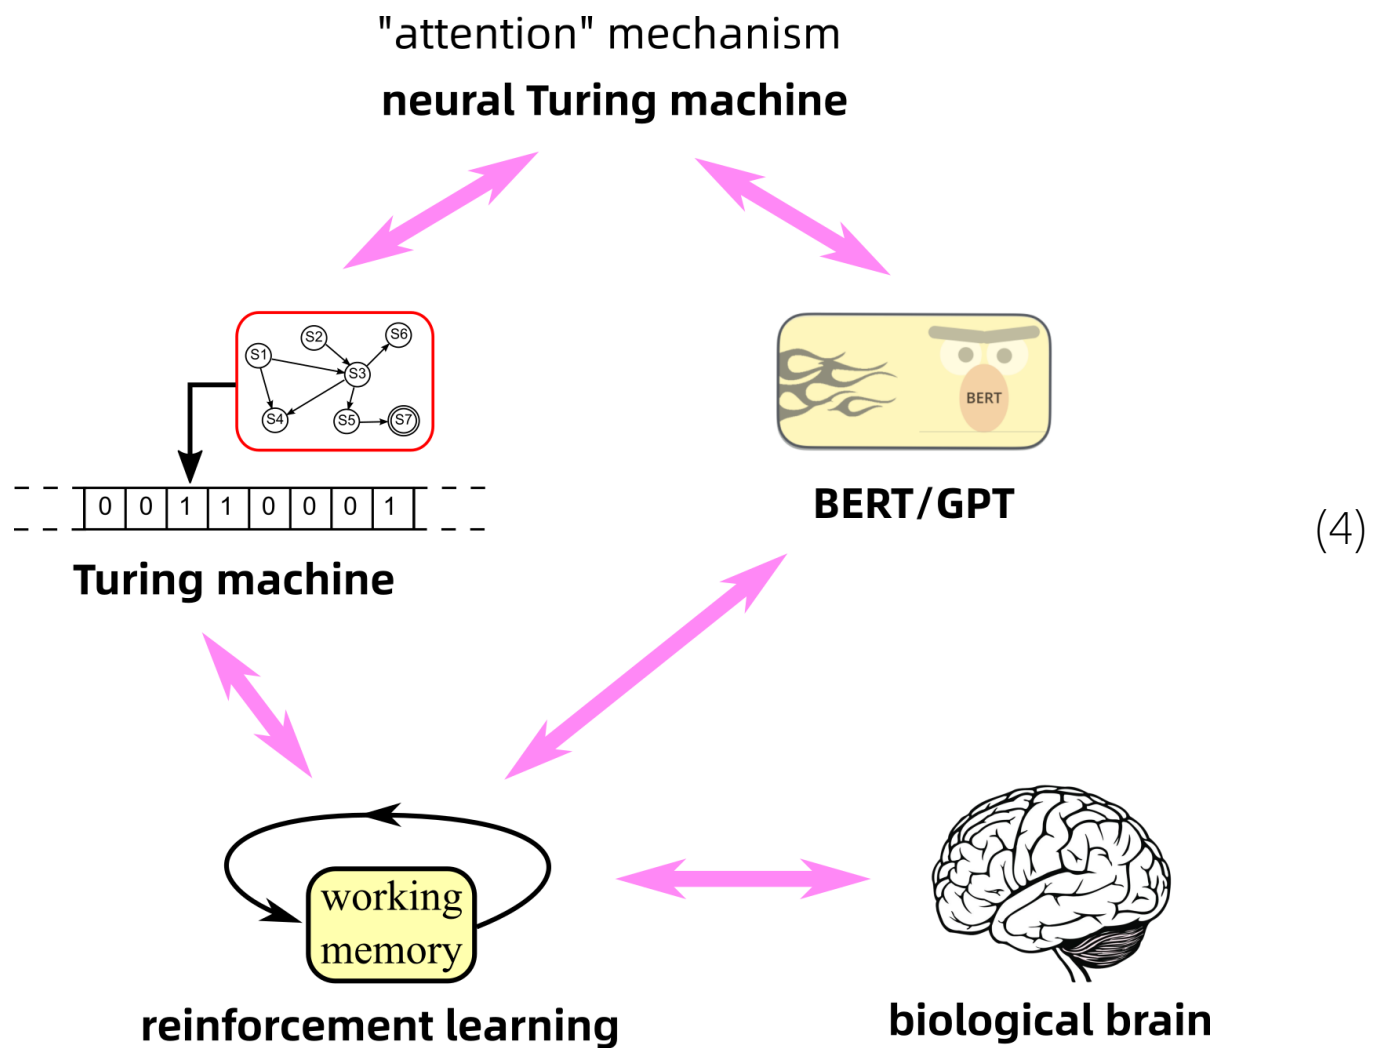 "attention" mechanism
neural Turing machine
S2
S6
S1
S3
S4
S5
S7
BERT
0 0 1 1 0 0 0 1
BERT/GPT
(4)
Turing machine
working
memory
reinforcement learning
biological brain